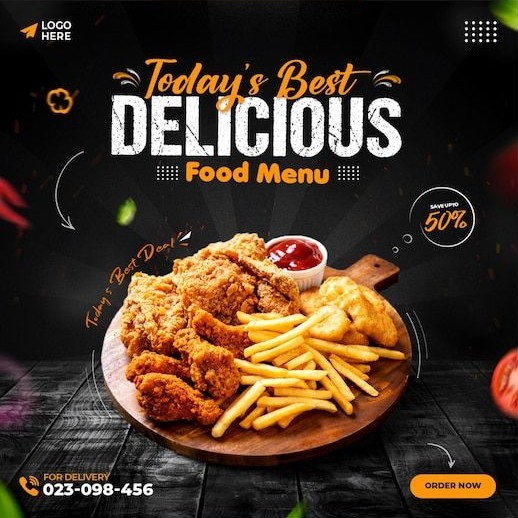 LOGO
HERE
Today's Best
DELICIOUS
Food Menu
SAVE UPTO
50%
Today's Best Deal
FOR DELIVERY
023-098-456
ORDER NOW